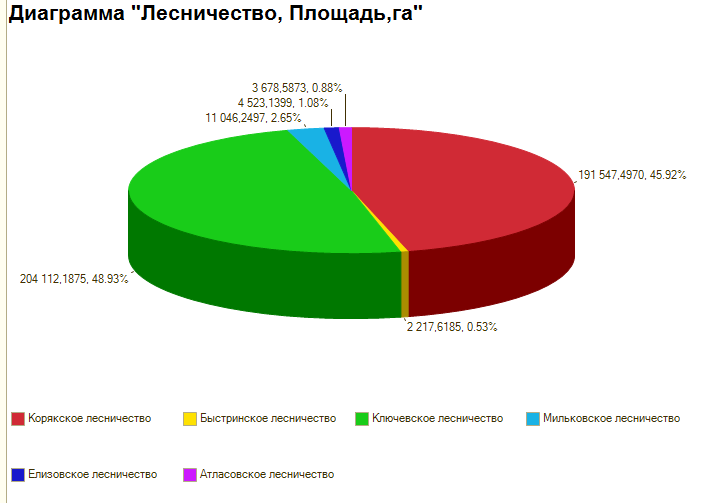 Диаграмма "Лесничество, Площадь,га"
3 678,5873, 0.88%
4 523,1399, 1.08%
11 046,2497, 2.65%
191 547,4970, 45.92%
204 112,1875, 48.93%
2 217,6185, 0.53%
Корякское лесничество
Быстринское лесничество
Ключевское лесничество
Мильковское лесничество
Елизовское лесничество
Атласовское лесничество